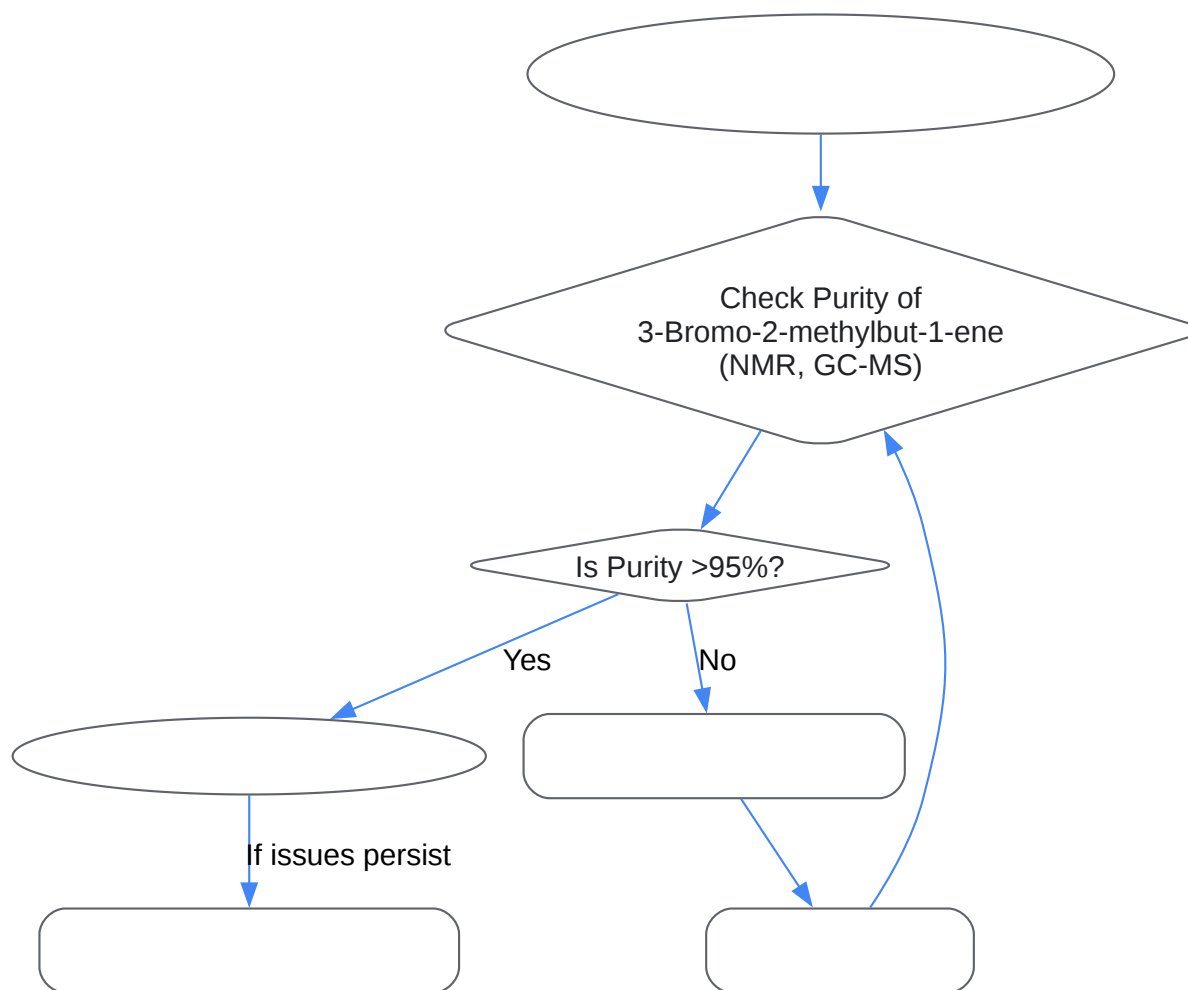 Check Purity of
3-Bromo-2-methylbut-1-ene
(NMR, GC-MS)
Is Purity >95%?
Yes
No
If issues persist